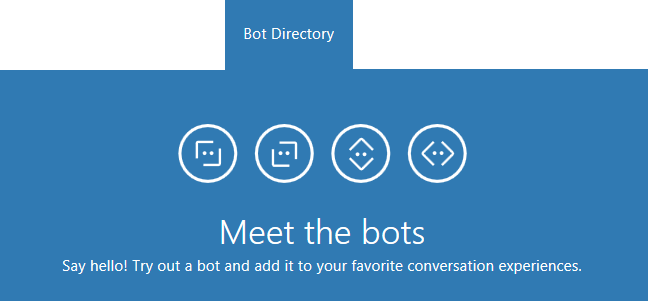 Bot Directory
Meet the bots
Say hello! Try out a bot and add it to your favorite conversation experiences.